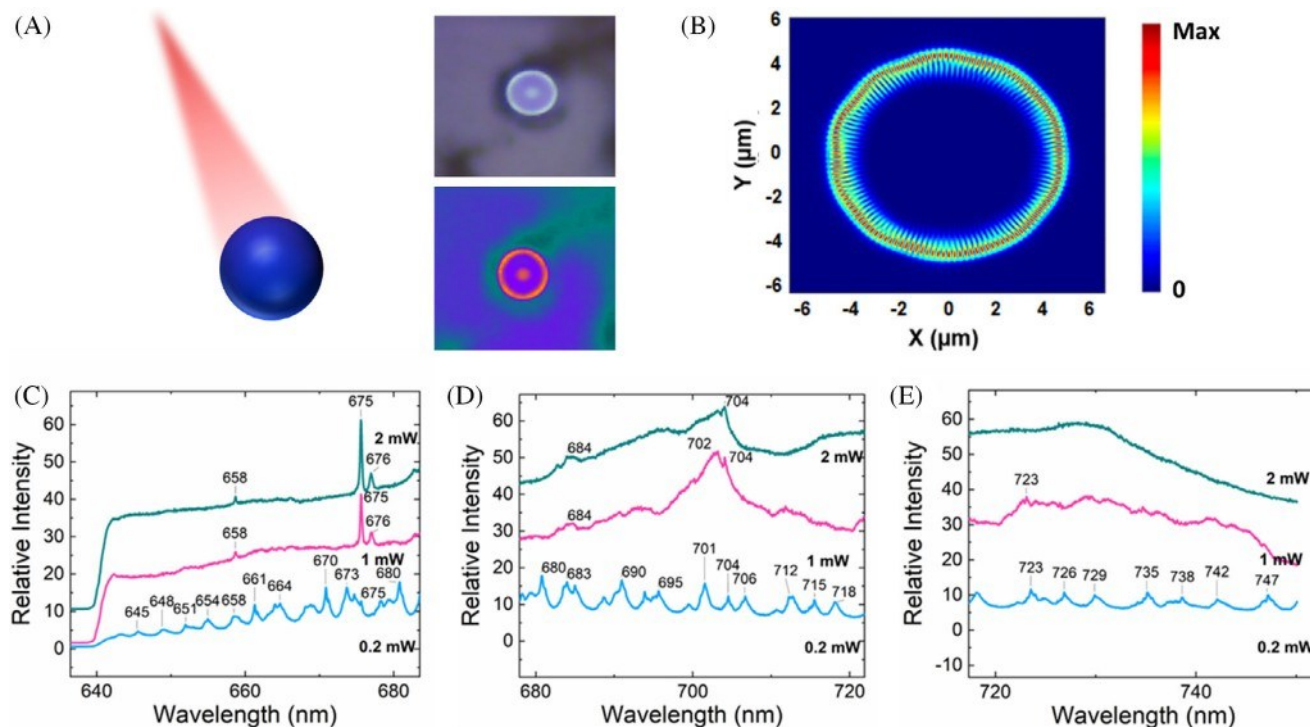 (A)
(B)
6
4
2
0
-2
-4
-6
Y (µm)
-6 -4 -2 0 2 4 6
X (µm)
Max
0
(C)
60
50
40
30
20
10
0
Relative Intensity
675
2 mW
676
658
675
676
658
1 mW
645
648
651
654
658
661
664
670
673
675
680
0.2 mW
640 660 680
Wavelength (nm)
(D)
60
50
40
30
20
10
0
Relative Intensity
704
684
2 mW
702
704
684
1 mW
680
683
690
695
701
704
706
712
715
718
0.2 mW
680 700 720
Wavelength (nm)
(E)
60
50
40
30
20
10
0
-10
Relative Intensity
2 mW
723
1 mW
723
726
729
735
738
742
747
0.2 mW
720 740
Wavelength (nm)